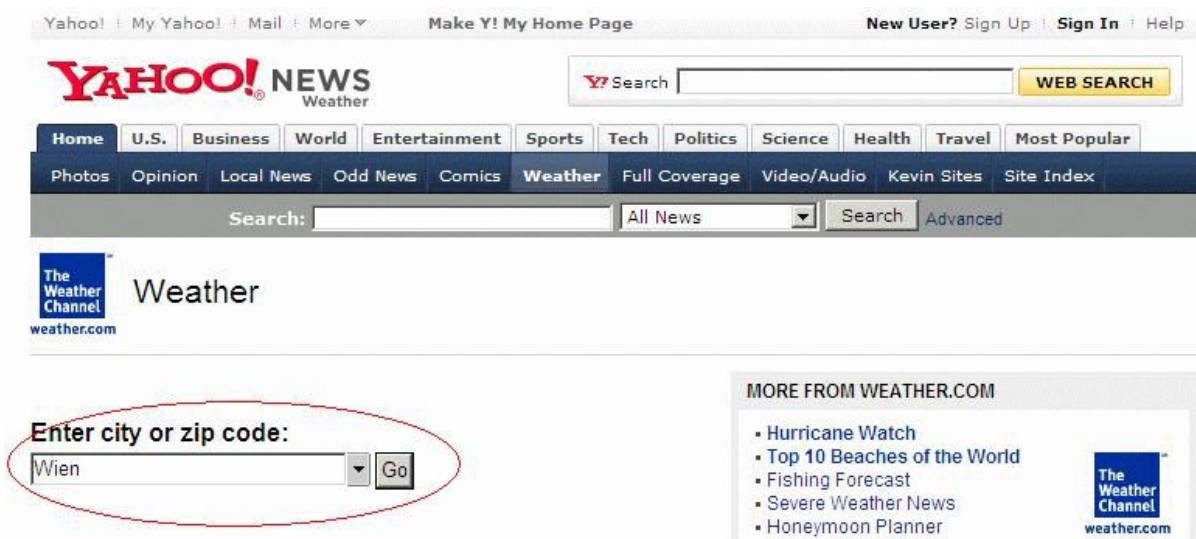 Yahoo! My Yahoo! Mail More Make Y! My Home Page New User? Sign Up Sign In Help
YAHOO! NEWS
Weather
Y! Search WEB SEARCH
Home U.S. Business World Entertainment Sports Tech Politics Science Health Travel Most Popular
Photos Opinion Local News Odd News Comics Weather Full Coverage Video/Audio Kevin Sites Site Index
Search: All News Search Advanced
The
Weather
Channel
weather.com
Weather
MORE FROM WEATHER.COM
Enter city or zip code:
Wien Go
▪ Hurricane Watch
▪ Top 10 Beaches of the World
▪ Fishing Forecast
▪ Severe Weather News
▪ Honeymoon Planner
The
Weather
Channel
weather.com